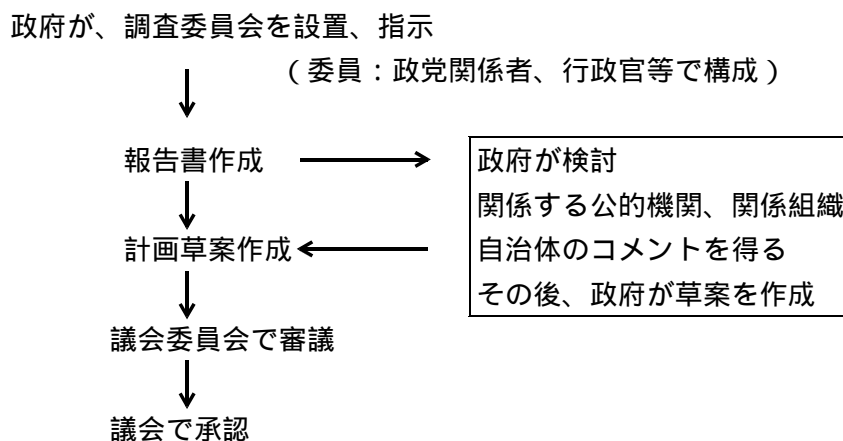 政府が、調査委員会を設置、指示
（委員：政党関係者、行政官等で構成）
報告書作成
政府が検討
関係する公的機関、関係組織
計画草案作成
自治体のコメントを得る
その後、政府が草案を作成
議会委員会で審議
議会で承認